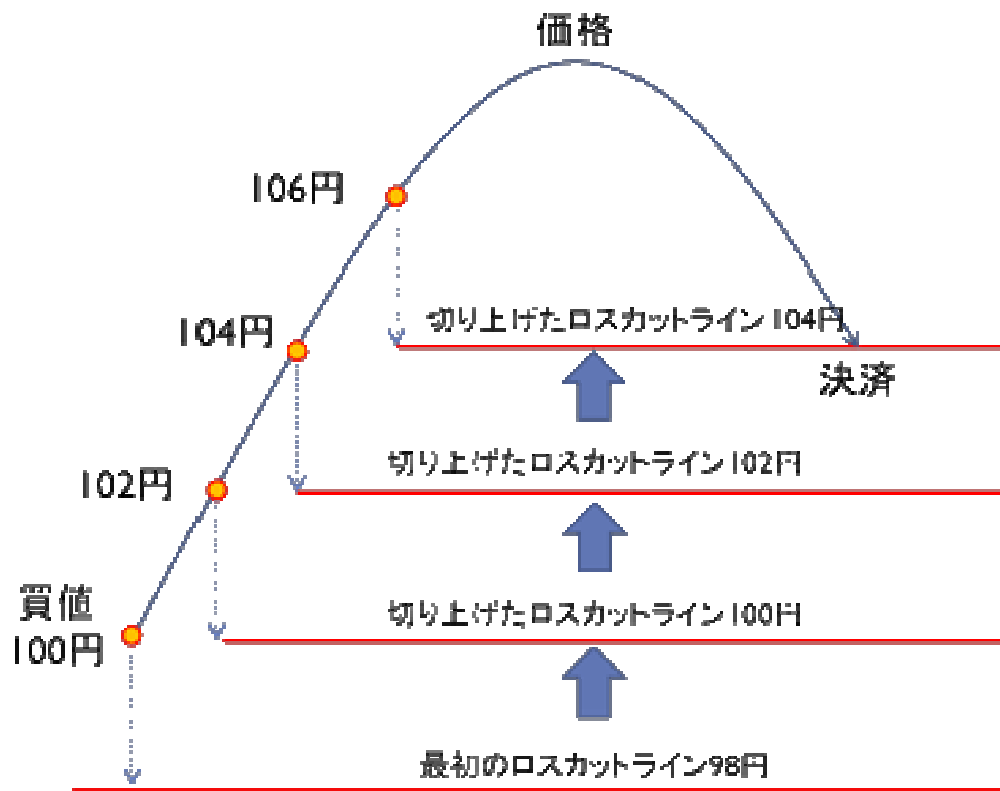 価格
106円
切り上げたロスカットライン104円
104円
決済
切り上げたロスカットライン102円
102円
買値
100円
切り上げたロスカットライン100円
最初のロスカットライン98円